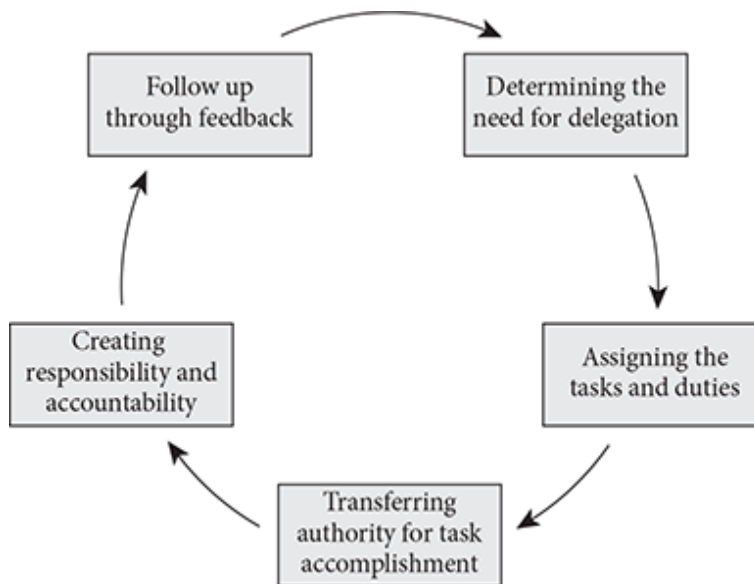 Follow up
through feedback
Determining the
need for delegation
Assigning the
tasks and duties
Transferring
authority for task
accomplishment
Creating
responsibility and
accountability